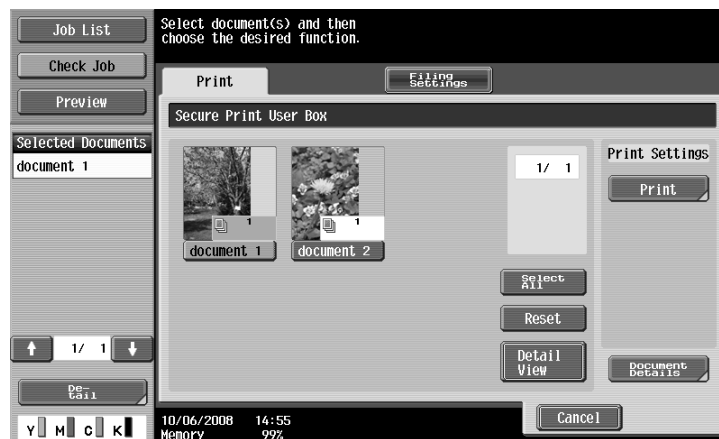 Job List
Check Job
Preview
Selected Documents
document 1
1/ 1
De-
tail
Y M C K
Select document(s) and then
choose the desired function.
Print
Filing
Settings
Secure Print User Box
1
1
document 1
document 2
1/ 1
Select
All
Reset
Detail
View
Print Settings
Print
Document
Details
10/06/2008 14:55
Memory 99%
Cancel